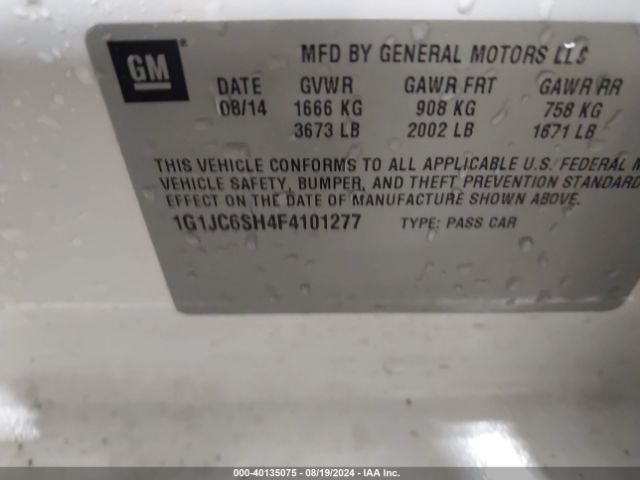 GM ® MFD BY GENERAL MOTORS LLC
DATE GVWR GAWR FRT GAWR RR
08/14 1666 KG 908 KG 758 KG
3673 LB 2002 LB 1671 LB
THIS VEHICLE CONFORMS TO ALL APPLICABLE U.S. FEDERAL M
VEHICLE SAFETY, BUMPER, AND THEFT PREVENTION STANDARD
EFFECT ON THE DATE OF MANUFACTURE SHOWN ABOVE.
1G1JC6SH4F4101277 TYPE: PASS CAR
000-40135075 - 08/19/2024 - IAA Inc.